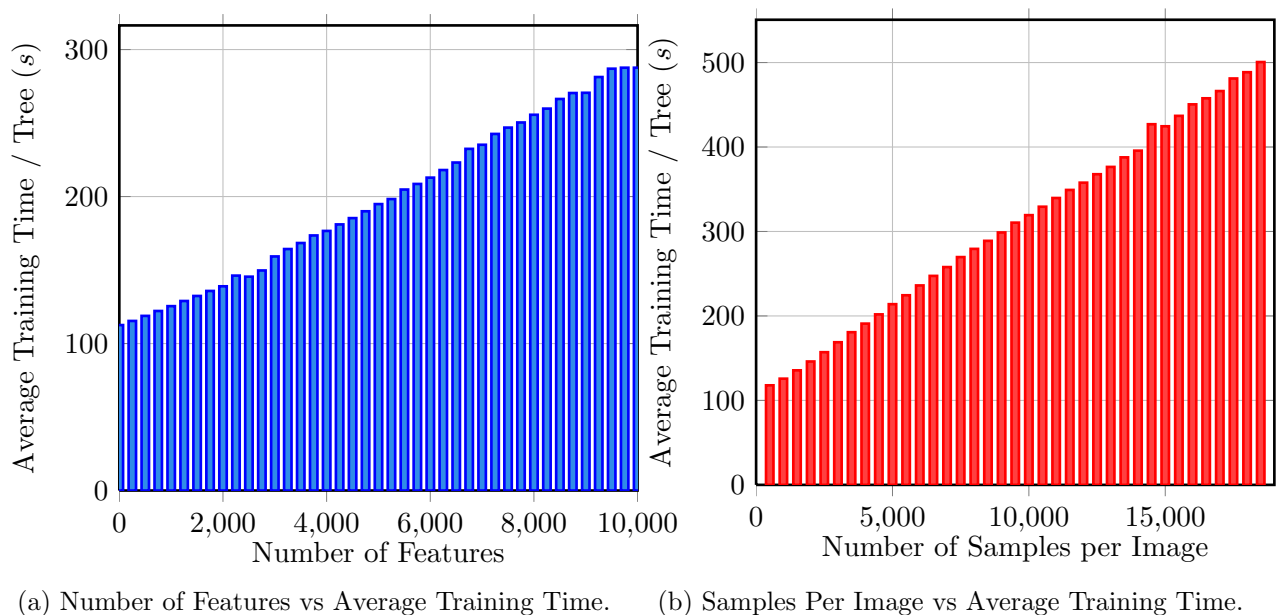 Average Training Time / Tree (s)
300
200
100
0
0 2,000 4,000 6,000 8,000 10,000
Number of Features
(a) Number of Features vs Average Training Time.
Average Training Time / Tree (s)
500
400
300
200
100
0
0 5,000 10,000 15,000
Number of Samples per Image
(b) Samples Per Image vs Average Training Time.